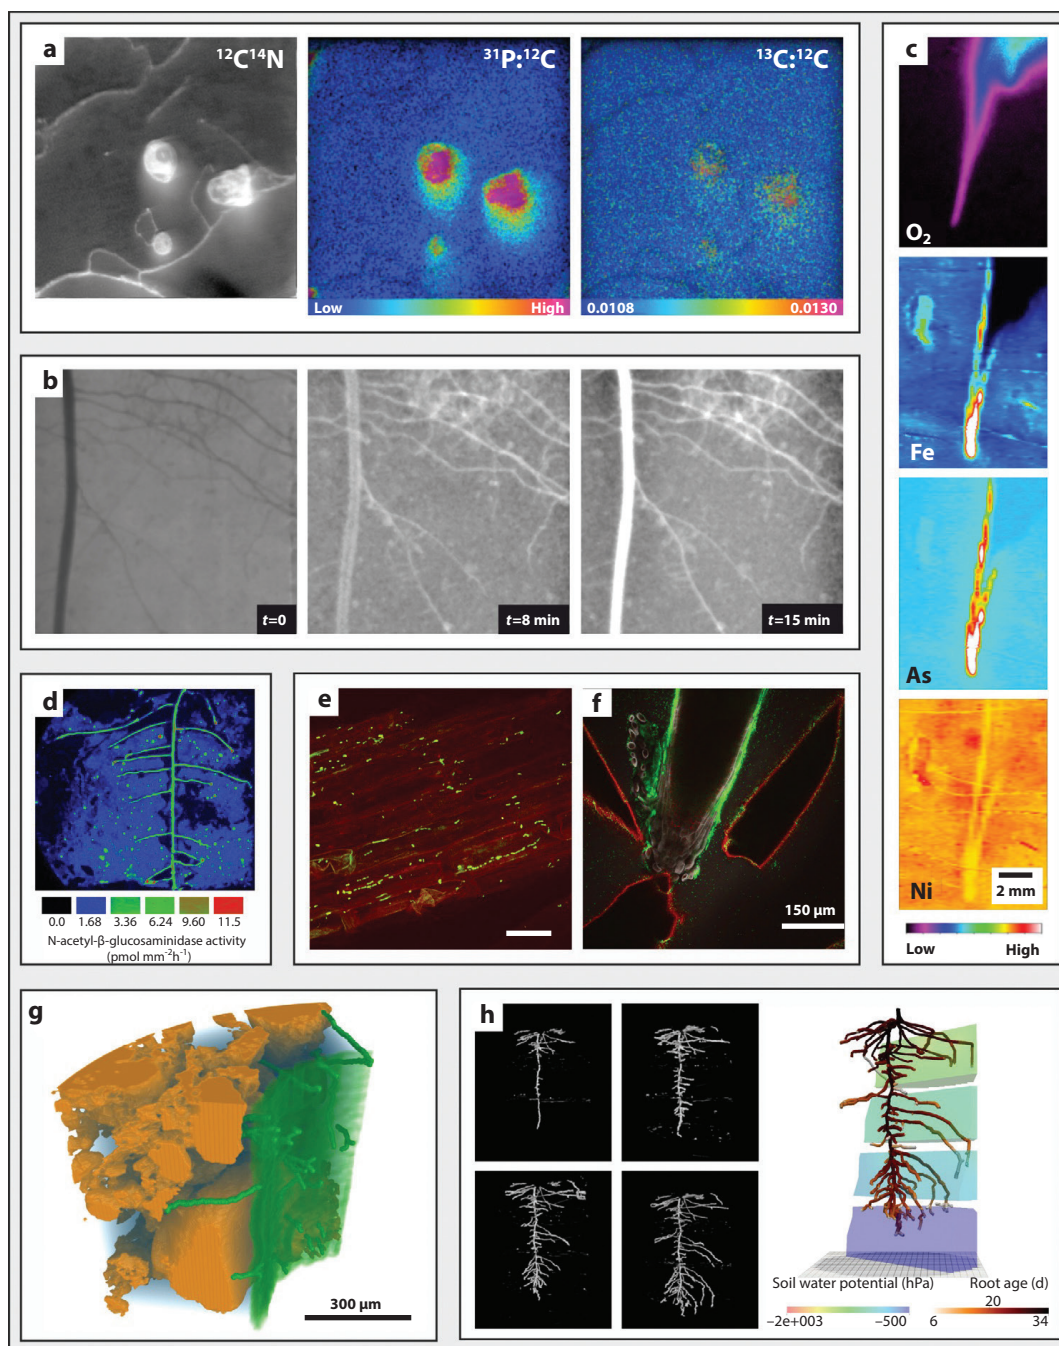 a
¹²C¹⁴N
³¹P:¹²C
¹³C:¹²C
Low
High
0.0108
0.0130
b
t=0
t=8 min
t=15 min
c
O₂
Fe
As
Ni
2 mm
Low
High
d
0.0 1.68 3.36 6.24 9.60 11.5
N-acetyl-β-glucosaminidase activity
(pmol mm⁻²h⁻¹)
e
f
150 µm
g
300 µm
h
Soil water potential (hPa)
−2e+003
−500
Root age (d)
20
6
34